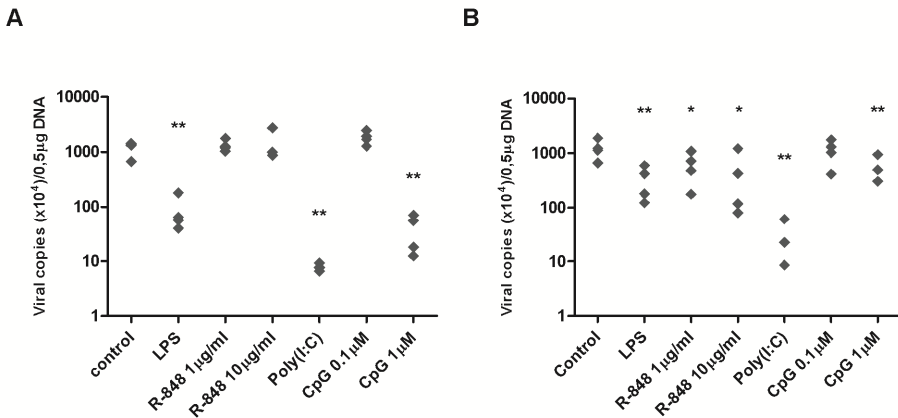 A
Viral copies (x10⁴)/0,5µg DNA
10000
1000
100
10
1
**
**
**
control
LPS
R-848 1µg/ml
R-848 10µg/ml
Poly(I:C)
CpG 0.1µM
CpG 1µM
B
Viral copies (x10⁴)/0,5µg DNA
10000
1000
100
10
1
**
*
*
**
**
Control
LPS
R-848 1µg/ml
R-848 10µg/ml
Poly(I:C)
CpG 0.1µM
CpG 1µM